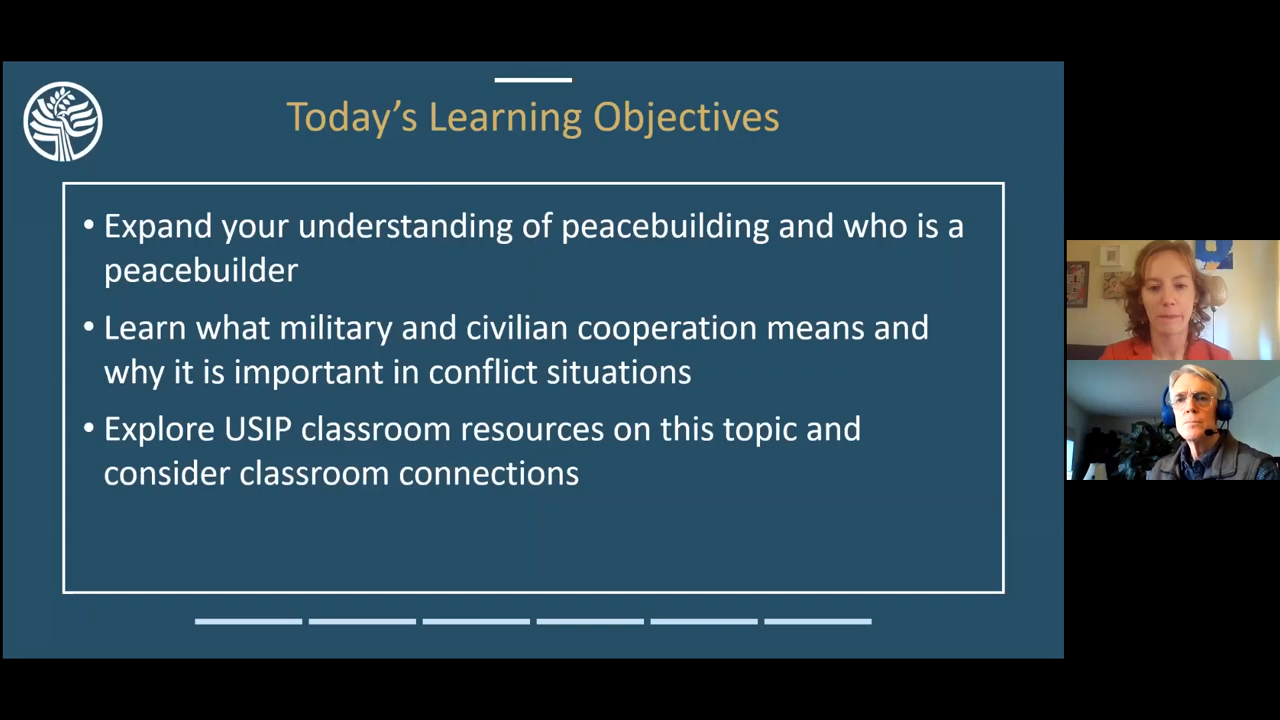 Today’s Learning Objectives
• Expand your understanding of peacebuilding and who is a
peacebuilder
• Learn what military and civilian cooperation means and
why it is important in conflict situations
• Explore USIP classroom resources on this topic and
consider classroom connections